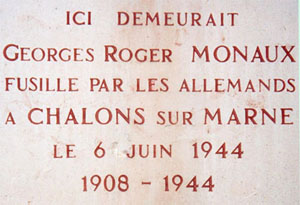 ICI DEMEURAIT
GEORGES ROGER MONAUX
FUSILLE PAR LES ALLEMANDS
A CHALONS SUR MARNE
LE 6 JUIN 1944
1908 - 1944